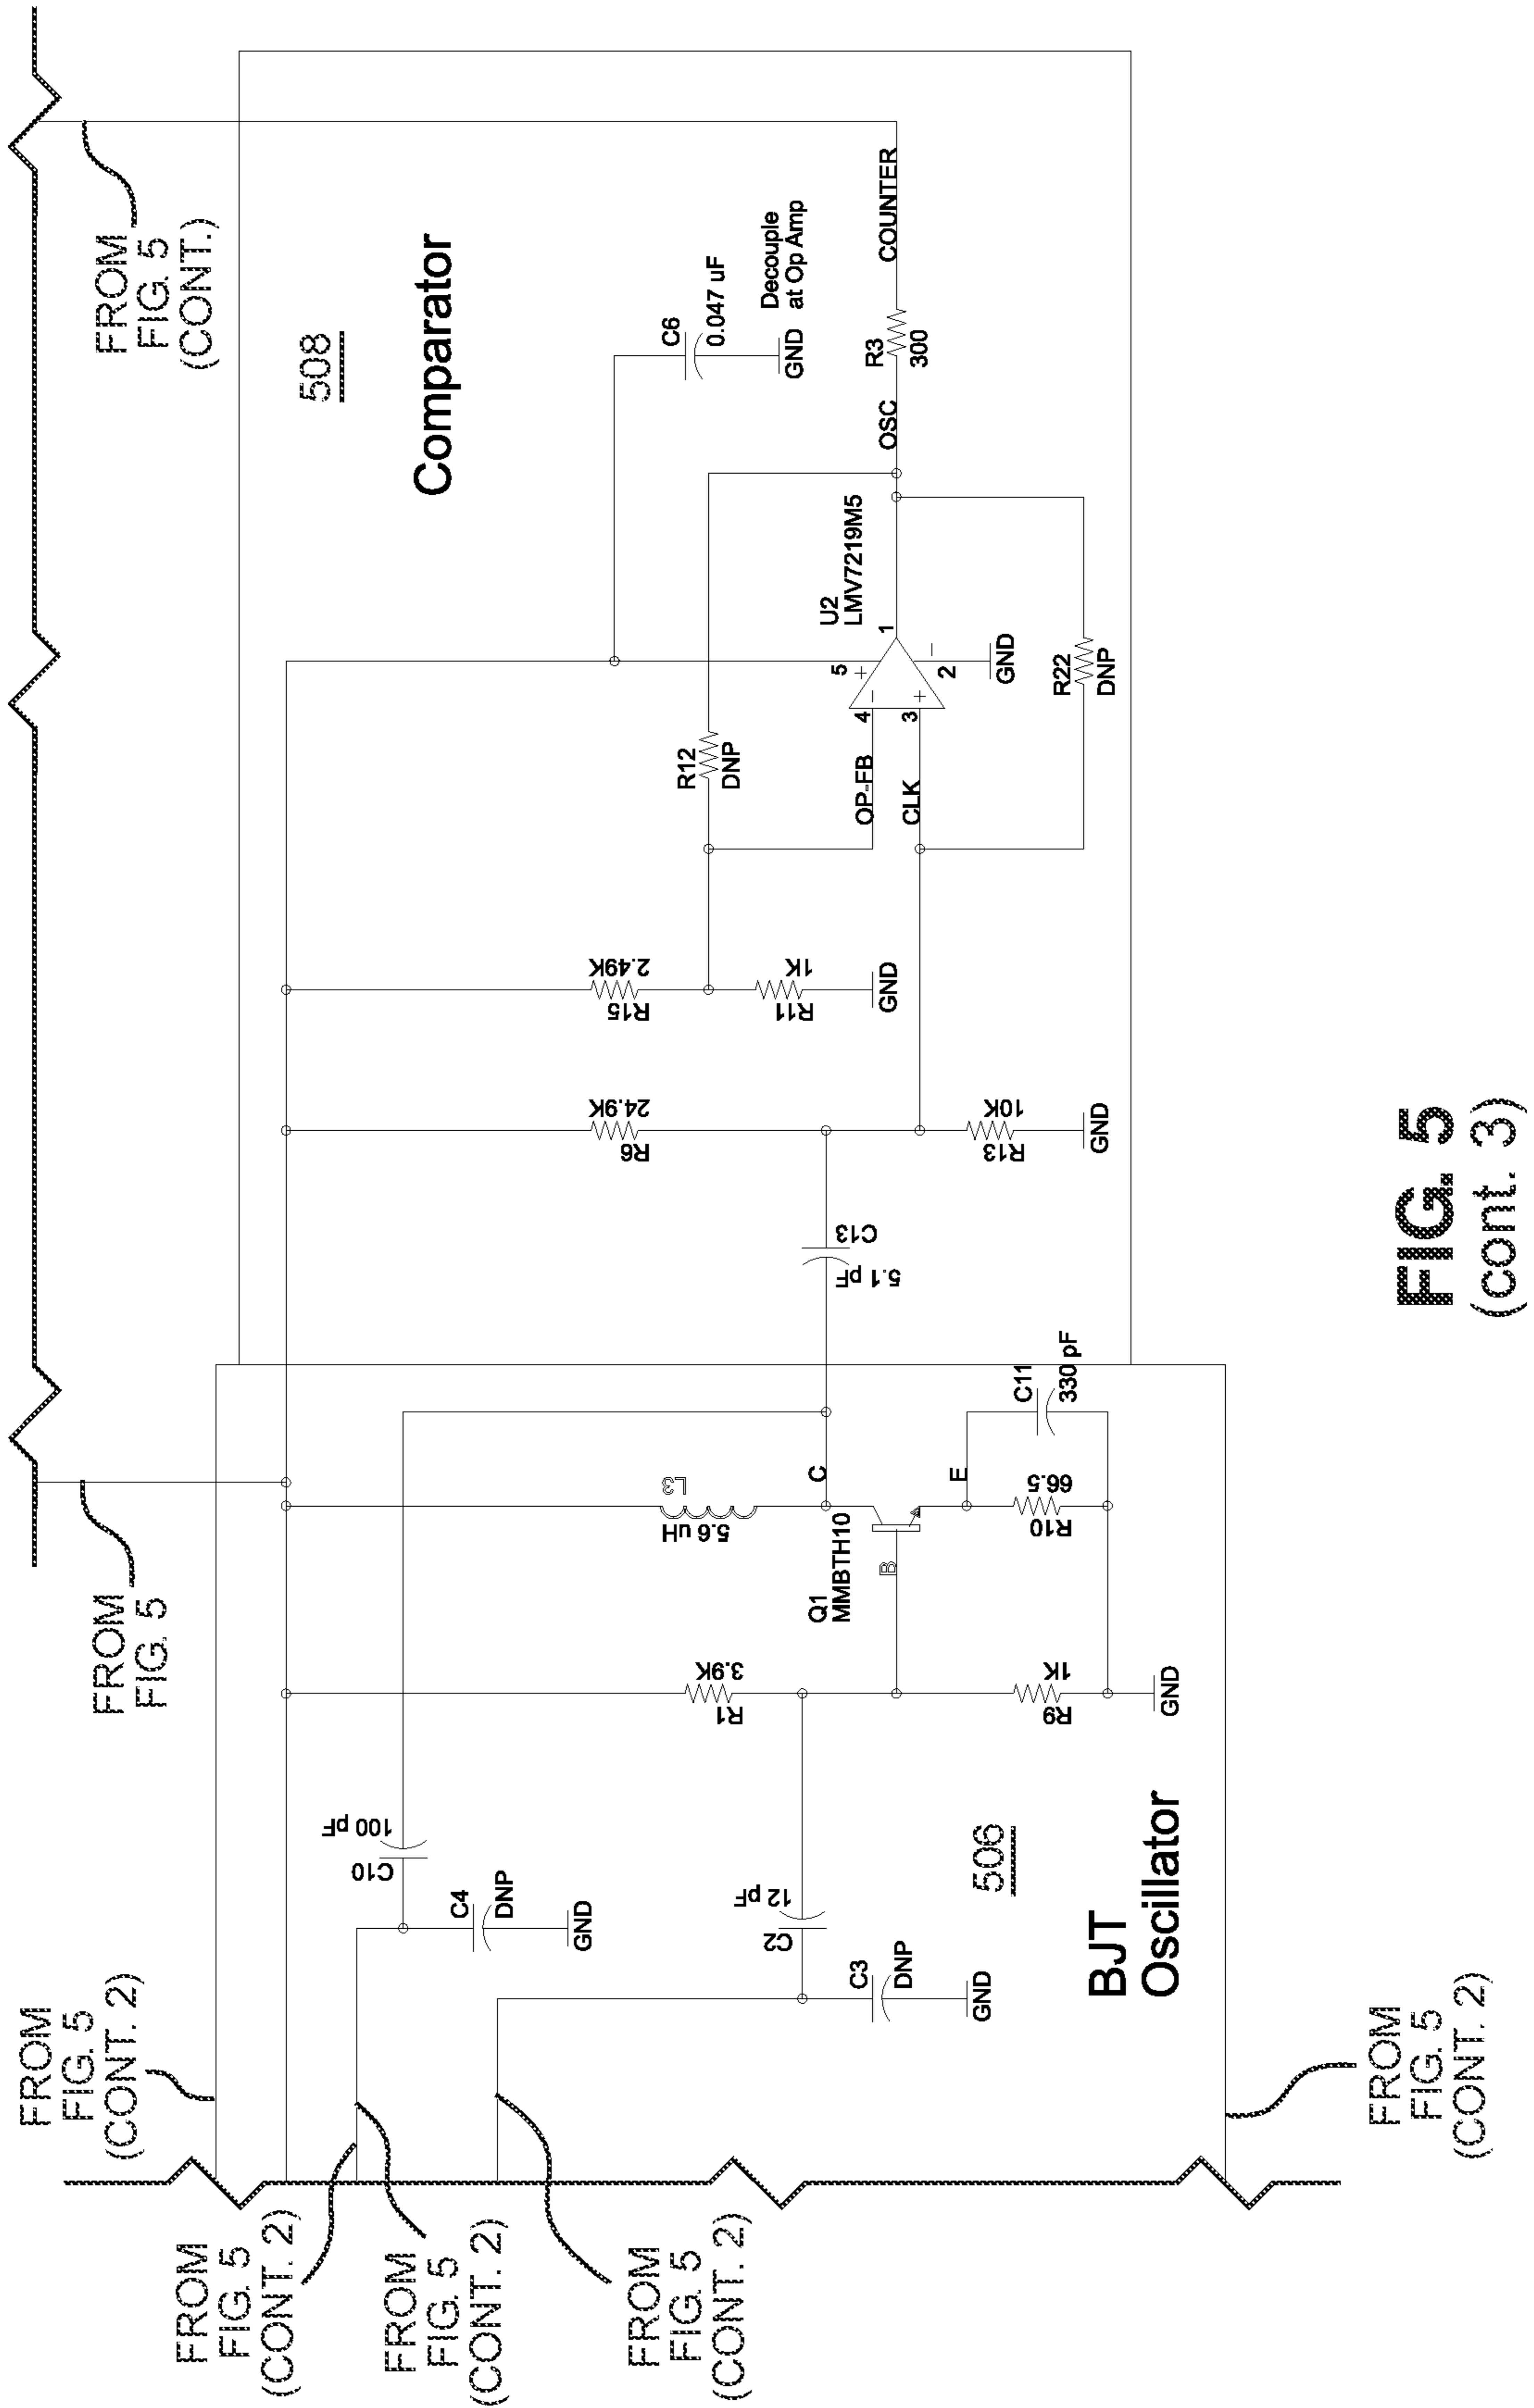 FROM
FIG. 5
(CONT. 2)
FROM
FIG. 5
(CONT. 2)
FROM
FIG. 5
(CONT. 2)
FROM
FIG. 5
(CONT. 2)
FROM
FIG. 5
(CONT. 2)
FROM
FIG. 5
FROM
FIG. 5
(CONT.)
C10
100 pF
C4
DNP
GND
C2
12 pF
C3
DNP
GND
BJT
Oscillator
506
R1
3.9K
R9
1K
GND
Q1
MMBTH10
B
C
E
L3
5.6 uH
R10
66.5
C11
330 pF
C13
5.1 pF
R6
24.9K
R13
10K
GND
R15
2.49K
R11
1K
GND
R12
DNP
OP-FB
CLK
4
3
5
+
−
+
−
2
1
GND
U2
LMV7219M5
R22
DNP
OSC
R3
300
COUNTER
C6
0.047 uF
GND
Decouple
at Op Amp
Comparator
508
FIG. 5
(cont. 3)